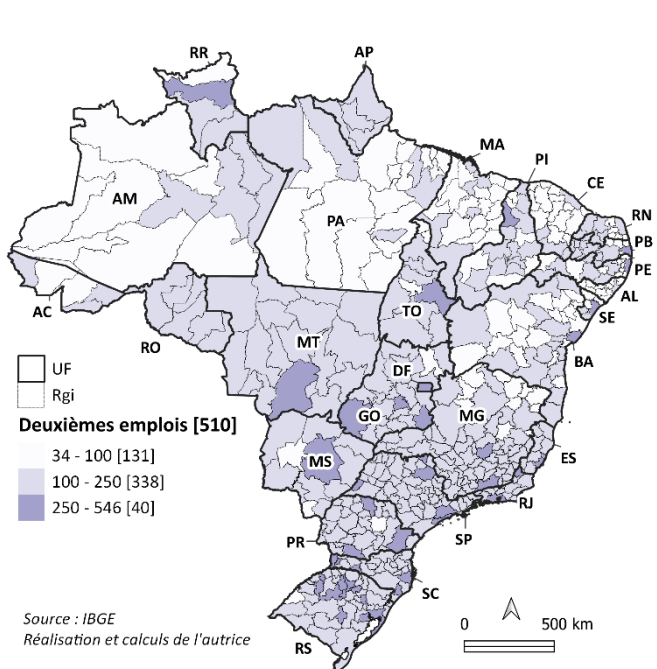 RR
AP
MA
PI
CE
RN
PB
PE
AL
SE
BA
AM
PA
AC
RO
TO
MT
DF
GO
MG
MS
ES
RJ
SP
PR
SC
RS
UF
Rgi
Deuxièmes emplois [510]
34 - 100 [131]
100 - 250 [338]
250 - 546 [40]
Source : IBGE
Réalisation et calculs de l'autrice
0 500 km